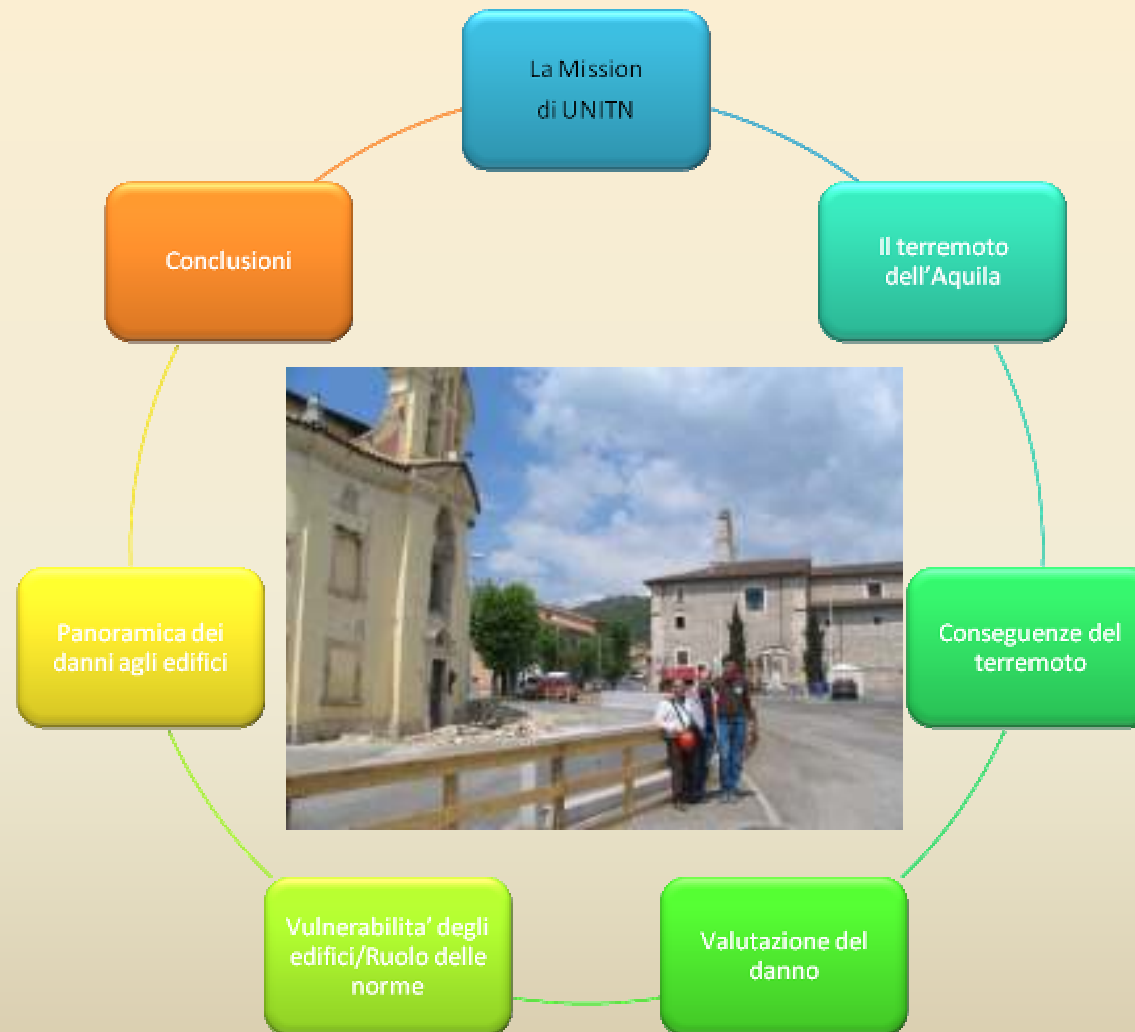 La Mission
di UNITN
Il terremoto
dell’Aquila
Conseguenze del
terremoto
Valutazione del
danno
Vulnerabilita’ degli
edifici/Ruolo delle
norme
Panoramica dei
danni agli edifici
Conclusioni